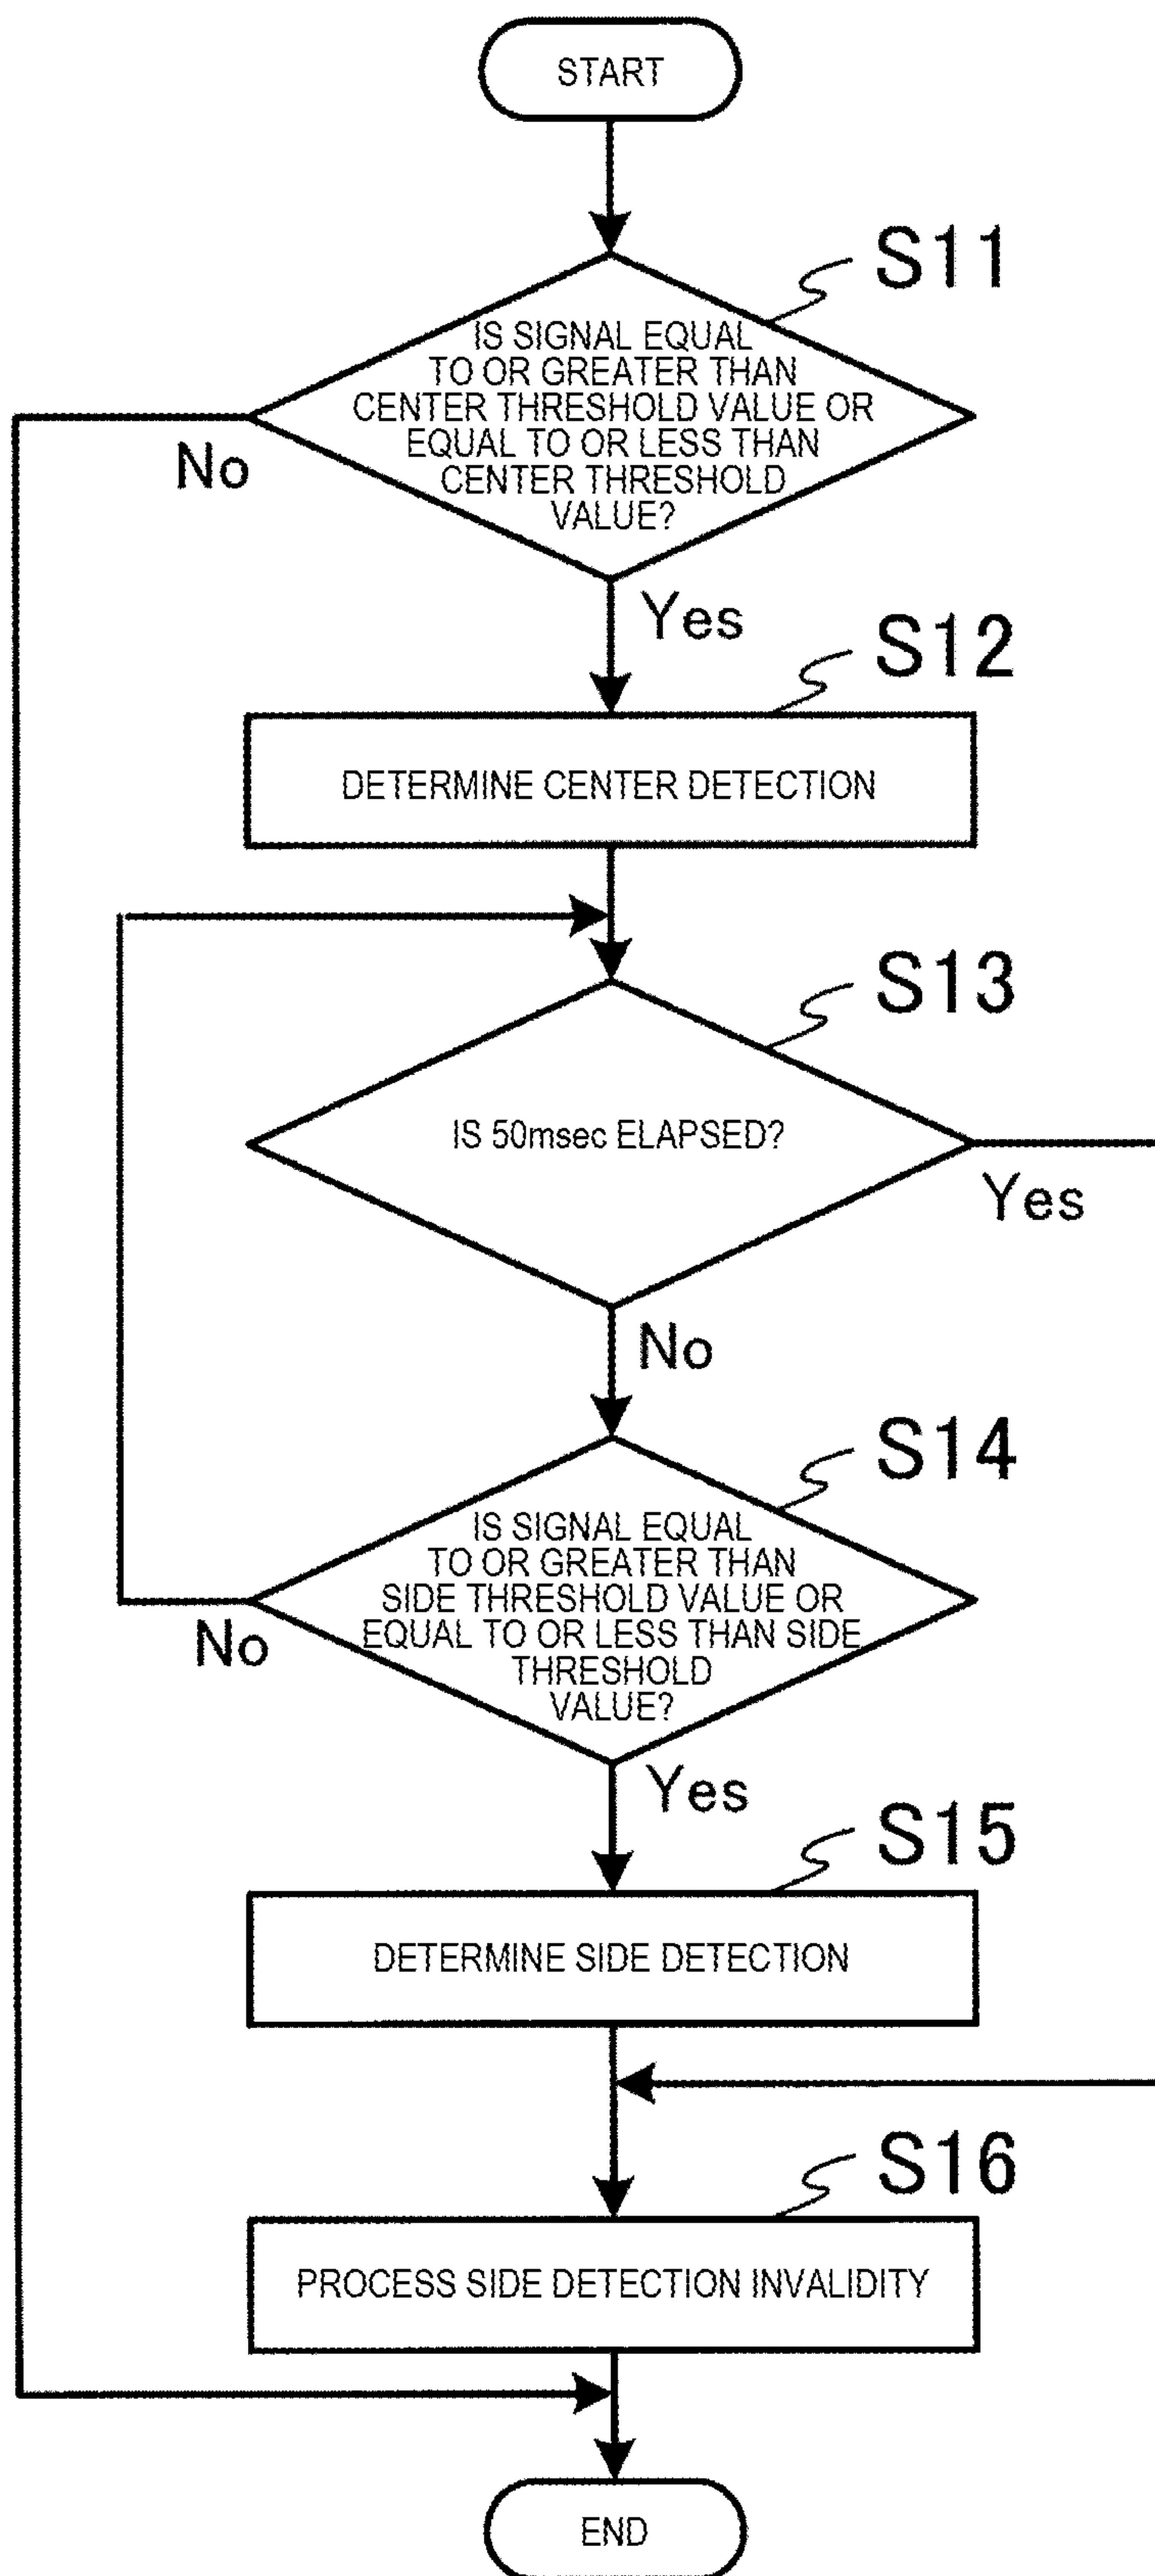 START
S11
IS SIGNAL EQUAL
TO OR GREATER THAN
CENTER THRESHOLD VALUE OR
EQUAL TO OR LESS THAN
CENTER THRESHOLD
VALUE?
No
Yes
S12
DETERMINE CENTER DETECTION
S13
IS 50msec ELAPSED?
Yes
No
S14
IS SIGNAL EQUAL
TO OR GREATER THAN
SIDE THRESHOLD VALUE OR
EQUAL TO OR LESS THAN SIDE
THRESHOLD
VALUE?
No
Yes
S15
DETERMINE SIDE DETECTION
S16
PROCESS SIDE DETECTION INVALIDITY
END